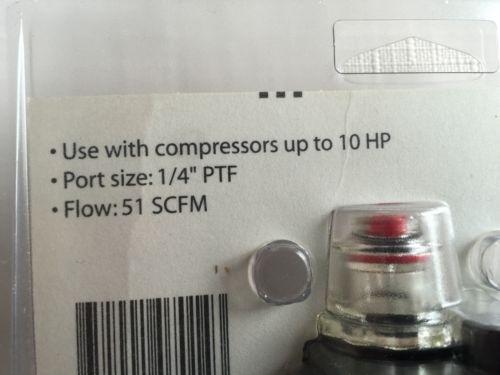 • Use with compressors up to 10 HP
• Port size: 1/4" PTF
• Flow: 51 SCFM